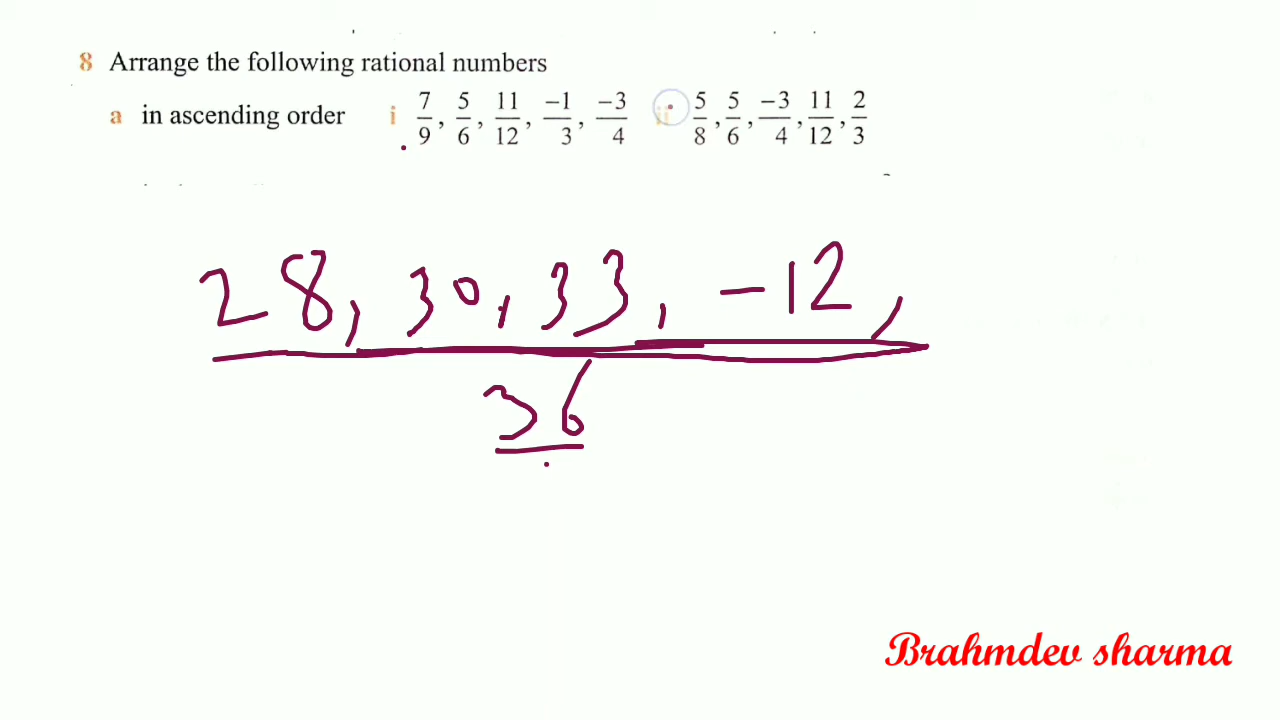 8 Arrange the following rational numbers
a in ascending order i 7/9, 5/6, 11/12, -1/3, -3/4 ii 5/8, 5/6, -3/4, 11/12, 2/3
28, 30, 33, -12,
36
Brahmdev sharma